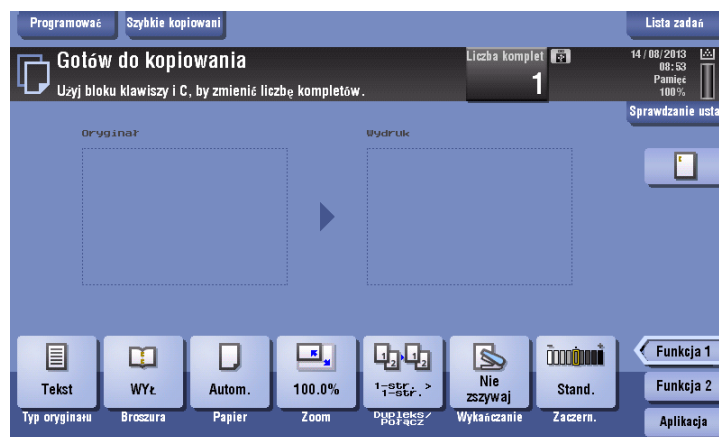 Programować
Szybkie kopiowani
Lista zadań
Gotów do kopiowania
Użyj bloku klawiszy i C, by zmienić liczbę kompletów.
Liczba komplet
1
14/08/2013
08:53
Pamięć
100%
Sprawdzanie usta
Oryginał
Wydruk
Tekst
WYŁ
Autom.
100.0%
1-str. >
1-str.
Nie
zszywaj
Stand.
Typ oryginału
Broszura
Papier
Zoom
Dupleks/
Połącz
Wykańczanie
Zaczern.
Funkcja 1
Funkcja 2
Aplikacja